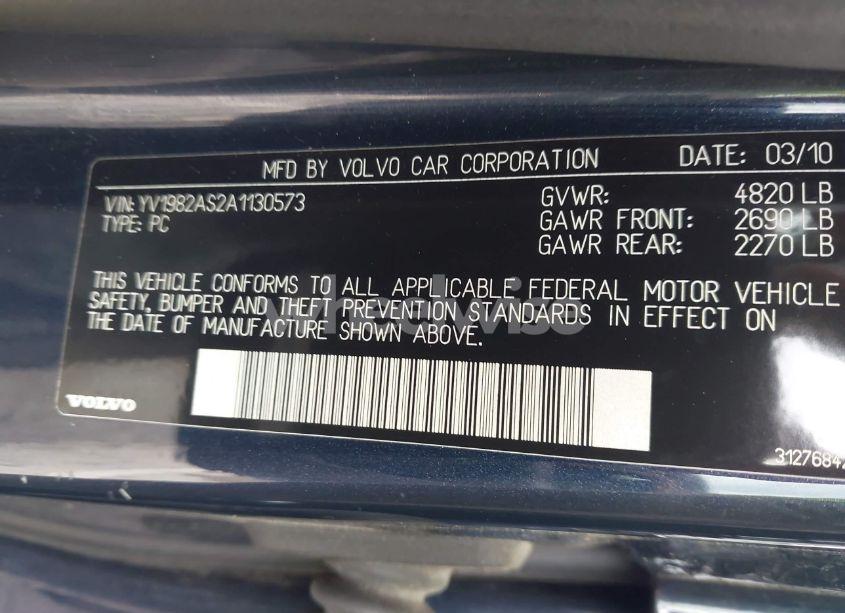 MFD BY VOLVO CAR CORPORATION DATE: 03/10
VIN: YV1982AS2A1130573 GVWR: 4820 LB
TYPE: PC GAWR FRONT: 2690 LB
GAWR REAR: 2270 LB
THIS VEHICLE CONFORMS TO ALL APPLICABLE FEDERAL MOTOR VEHICLE
SAFETY, BUMPER AND THEFT PREVENTION STANDARDS IN EFFECT ON
THE DATE OF MANUFACTURE SHOWN ABOVE.
wheelwise
VOLVO